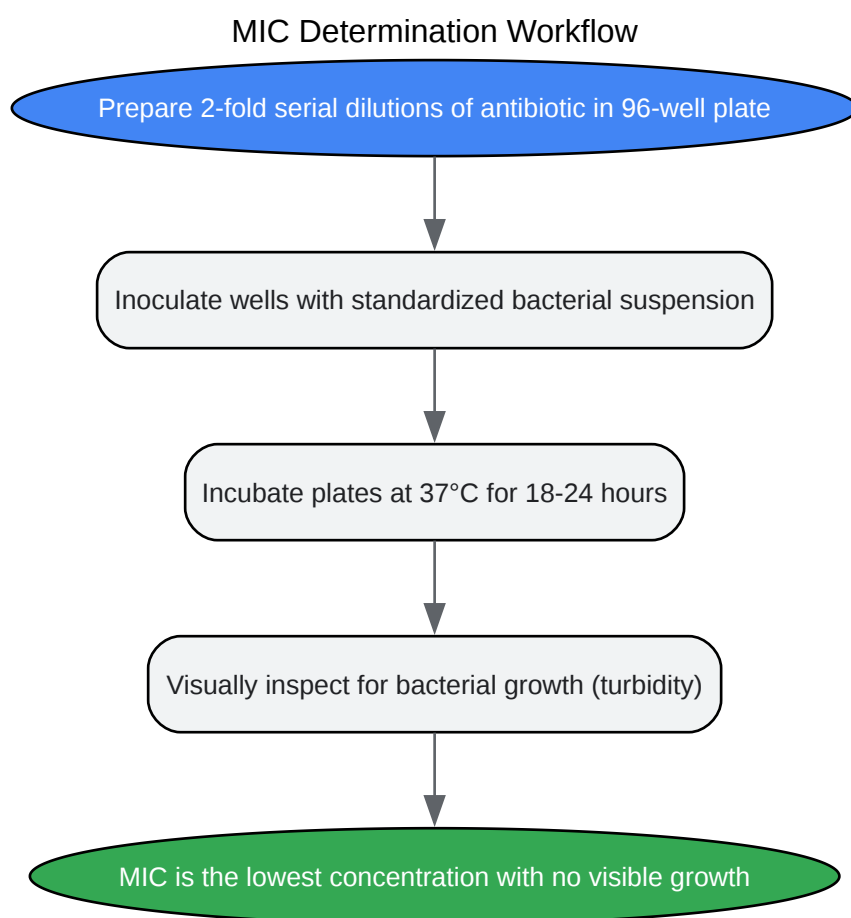 MIC Determination Workflow
Prepare 2-fold serial dilutions of antibiotic in 96-well plate
Inoculate wells with standardized bacterial suspension
Incubate plates at 37°C for 18-24 hours
Visually inspect for bacterial growth (turbidity)
MIC is the lowest concentration with no visible growth